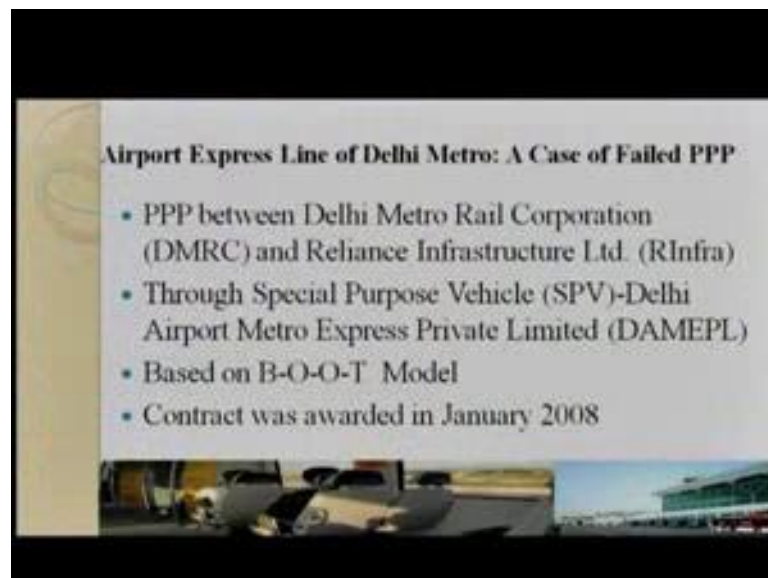 Airport Express Line of Delhi Metro: A Case of Failed PPP
• PPP between Delhi Metro Rail Corporation
(DMRC) and Reliance Infrastructure Ltd. (RInfra)
• Through Special Purpose Vehicle (SPV)-Delhi
Airport Metro Express Private Limited (DAMEPL)
• Based on B-O-O-T Model
• Contract was awarded in January 2008